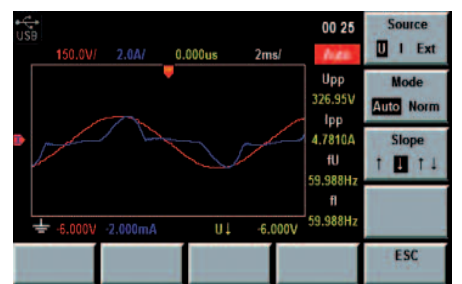 USB
00 25
150.0V/ 2.0A/ 0.000us 2ms/
Auto
Upp
326.95V
Ipp
4.7810A
fU
59.988Hz
fI
59.988Hz
-6.000V -2.000mA U↓ -6.000V
Source
U I Ext
Mode
Auto Norm
Slope
↑ ↓ ↑↓
ESC